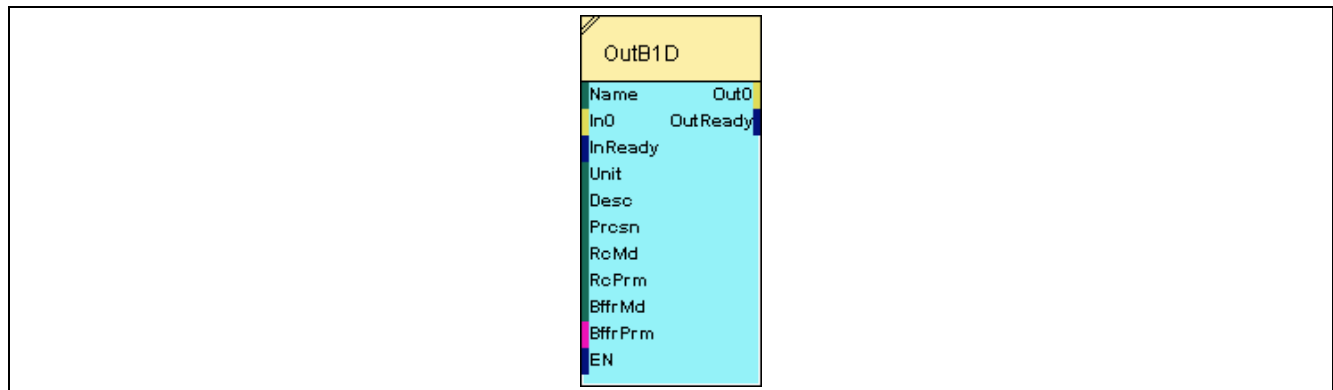 OutB1D
Name Out0
In0 OutReady
InReady
Unit
Desc
Prcsn
RcMd
RcPrm
BffrMd
BffrPrm
EN